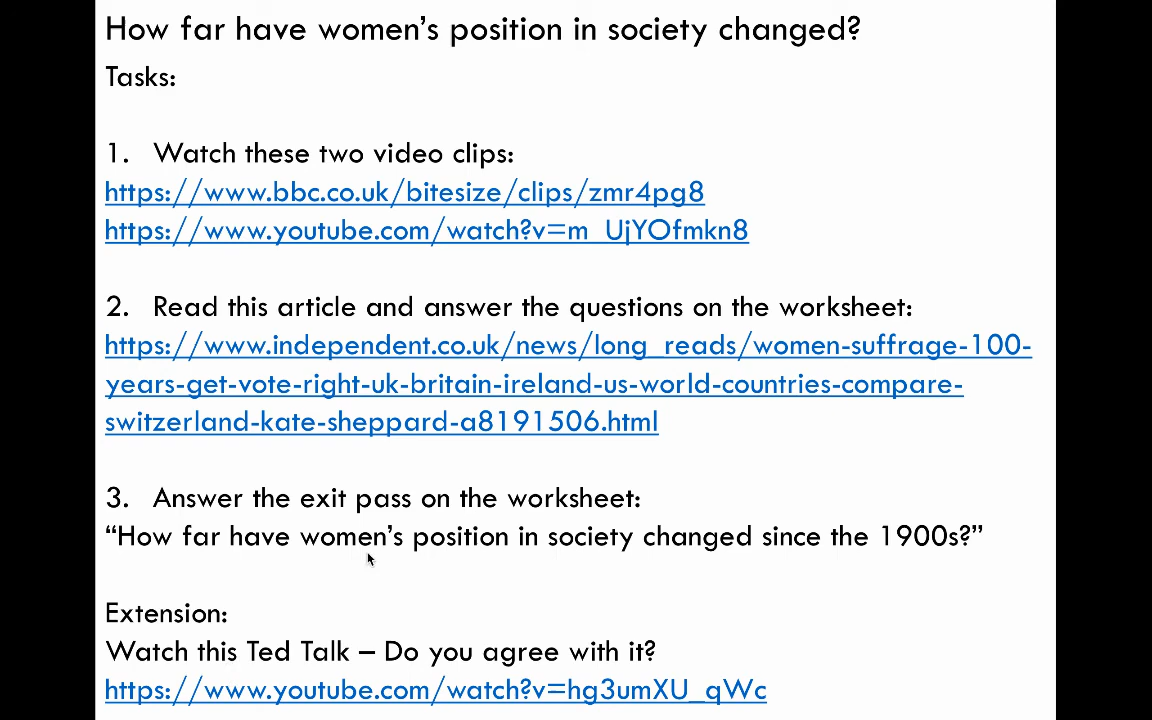 How far have women’s position in society changed?
Tasks:
1. Watch these two video clips:
https://www.bbc.co.uk/bitesize/clips/zmr4pg8
https://www.youtube.com/watch?v=m_UjYOfmkn8
2. Read this article and answer the questions on the worksheet:
https://www.independent.co.uk/news/long_reads/women-suffrage-100-
years-get-vote-right-uk-britain-ireland-us-world-countries-compare-
switzerland-kate-sheppard-a8191506.html
3. Answer the exit pass on the worksheet:
“How far have women’s position in society changed since the 1900s?”
Extension:
Watch this Ted Talk – Do you agree with it?
https://www.youtube.com/watch?v=hg3umXU_qWc